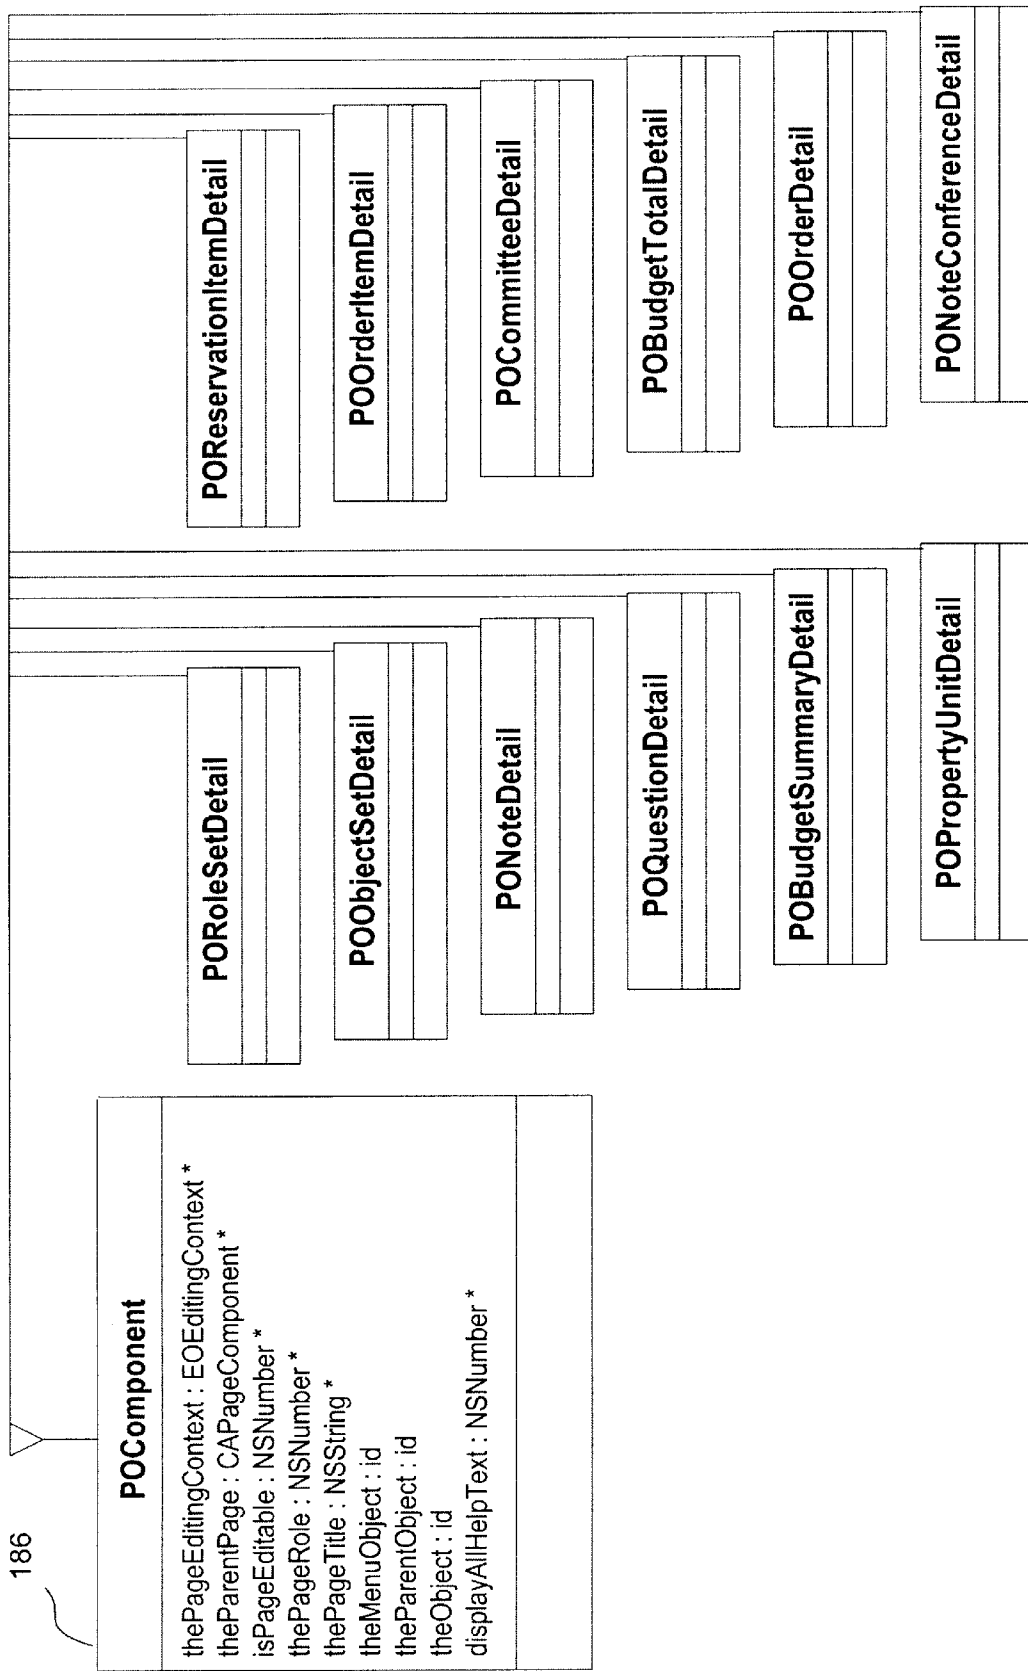 186
POComponent
thePageEditingContext : EOEditingContext *
theParentPage : CAPageComponent *
isPageEditable : NSNumber *
thePageRole : NSNumber *
thePageTitle : NSString *
theMenuObject : id
theParentObject : id
theObject : id
displayAllHelpText : NSNumber *
PORoleSetDetail
POObjectSetDetail
PONoteDetail
POQuestionDetail
POBudgetSummaryDetail
POPropertyUnitDetail
POReservationItemDetail
POOrderItemDetail
POCommitteeDetail
POBudgetTotalDetail
POOrderDetail
PONoteConferenceDetail